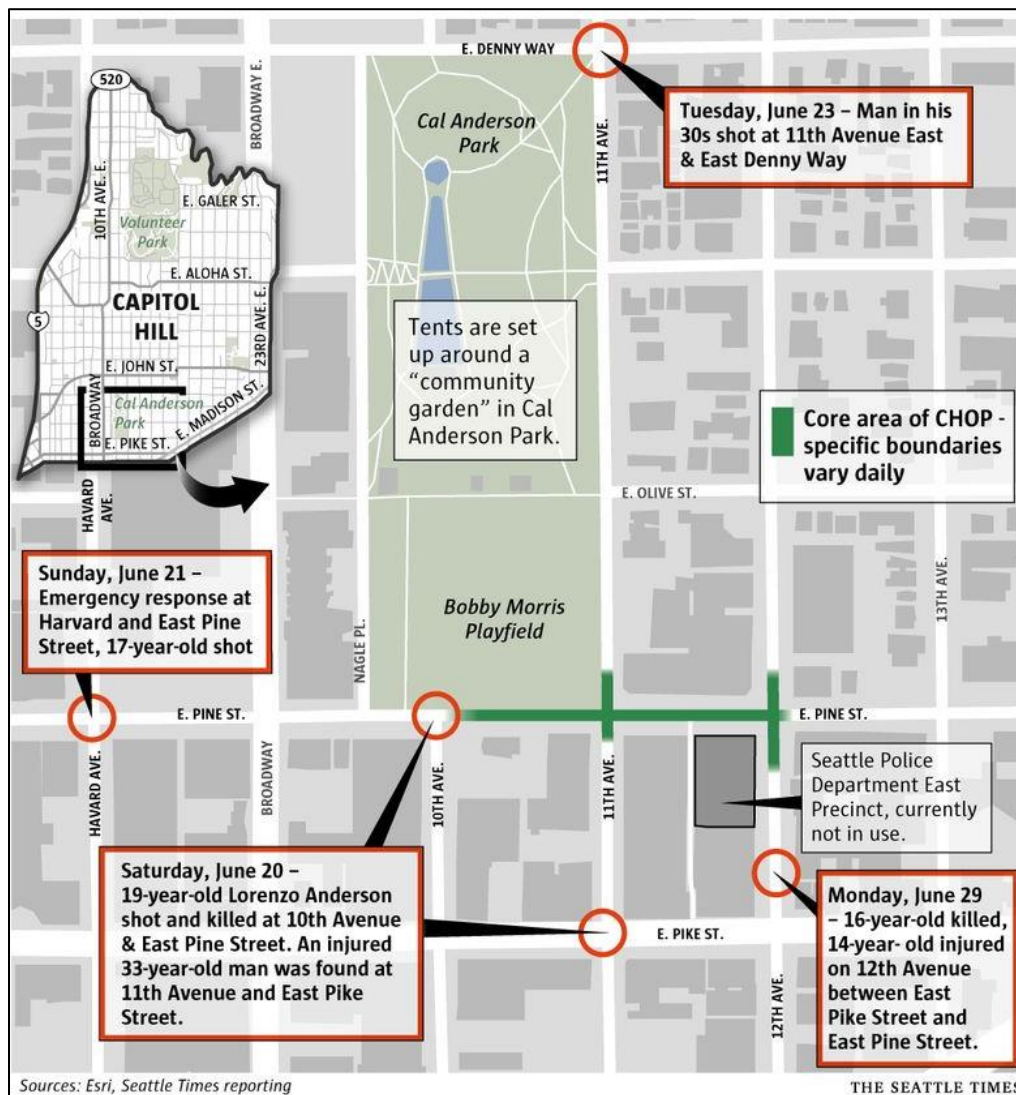 E. DENNY WAY
520
BROADWAY E.
Cal Anderson
Park
11TH AVE.
Tuesday, June 23 – Man in his
30s shot at 11th Avenue East
& East Denny Way
10TH AVE. E.
E. GALER ST.
Volunteer
Park
E. ALOHA ST.
CAPITOL
HILL
5
23RD AVE. E.
E. JOHN ST.
BROADWAY
Cal Anderson
Park
E. MADISON ST.
E. PIKE ST.
Tents are set
up around a
“community
garden” in Cal
Anderson Park.
Core area of CHOP -
specific boundaries
vary daily
HAVARD
AVE.
E. OLIVE ST.
Sunday, June 21 –
Emergency response at
Harvard and East Pine
Street, 17-year-old shot
NAGLE PL.
Bobby Morris
Playfield
13TH AVE.
E. PINE ST.
E. PINE ST.
HAVARD AVE.
BROADWAY
10TH AVE.
11TH AVE.
Seattle Police
Department East
Precinct, currently
not in use.
Saturday, June 20 –
19-year-old Lorenzo Anderson
shot and killed at 10th Avenue
& East Pine Street. An injured
33-year-old man was found at
11th Avenue and East Pike
Street.
E. PIKE ST.
12TH AVE.
Monday, June 29
– 16-year-old killed,
14-year- old injured
on 12th Avenue
between East
Pike Street and
East Pine Street.
Sources: Esri, Seattle Times reporting
THE SEATTLE TIMES